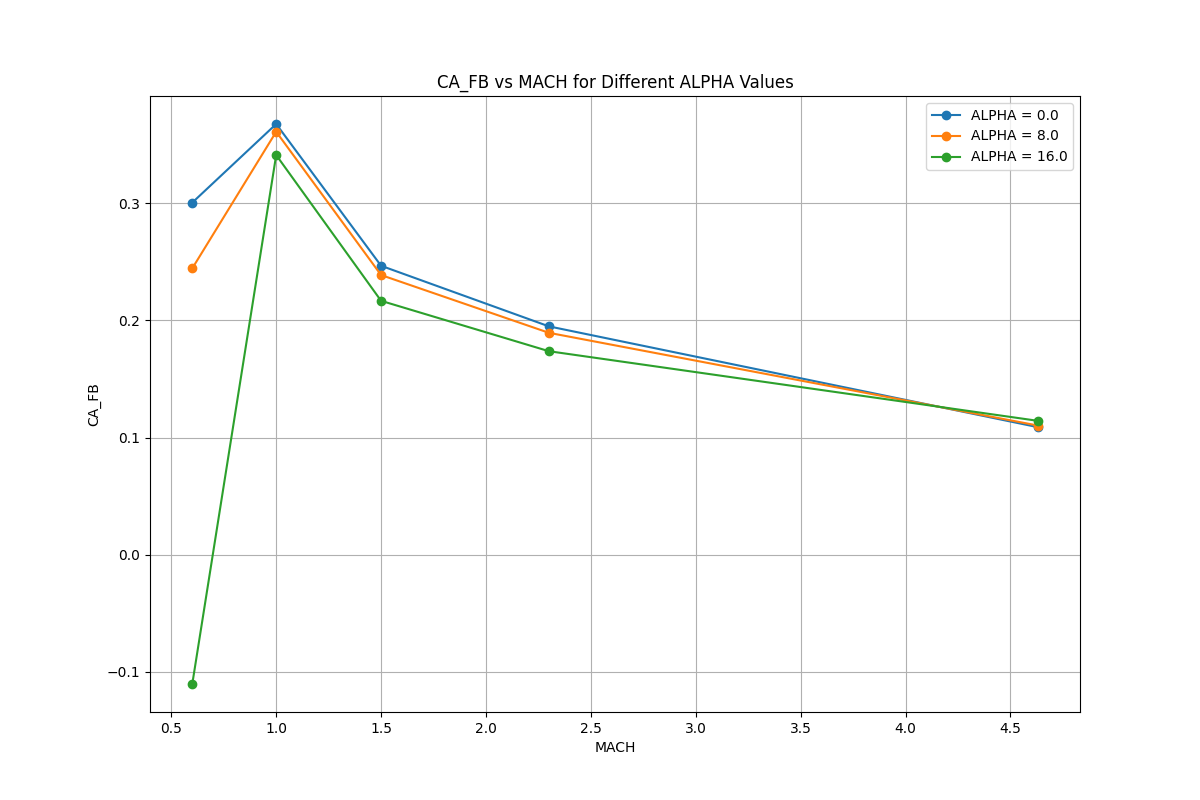 CA_FB vs MACH for Different ALPHA Values
ALPHA = 0.0
ALPHA = 8.0
ALPHA = 16.0
CA_FB
0.3
0.2
0.1
0.0
−0.1
0.5 1.0 1.5 2.0 2.5 3.0 3.5 4.0 4.5
MACH